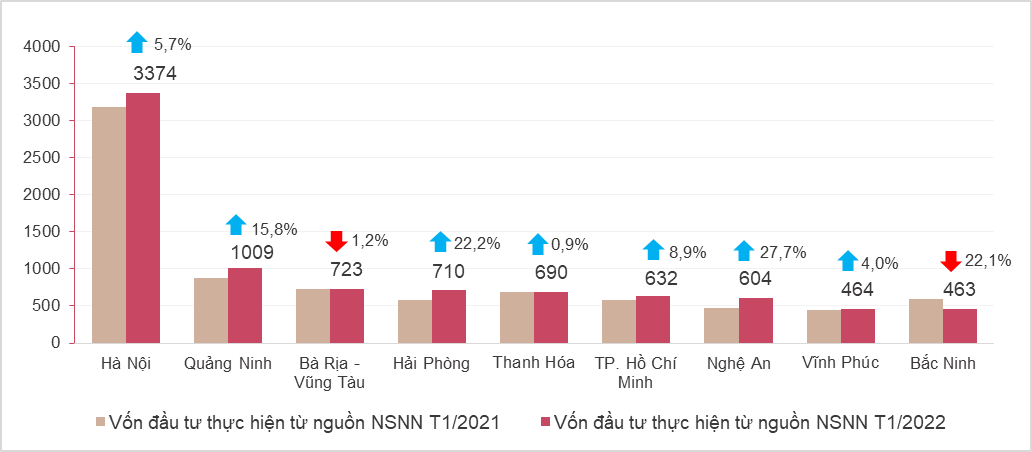 4000
3500
3000
2500
2000
1500
1000
500
0
5,7%
3374
15,8%
1009
1,2%
723
22,2%
710
0,9%
690
8,9%
632
27,7%
604
4,0%
464
22,1%
463
Hà Nội
Quảng Ninh
Bà Rịa -
Vũng Tàu
Hải Phòng
Thanh Hóa
TP. Hồ Chí
Minh
Nghệ An
Vĩnh Phúc
Bắc Ninh
Vốn đầu tư thực hiện từ nguồn NSNN T1/2021
Vốn đầu tư thực hiện từ nguồn NSNN T1/2022